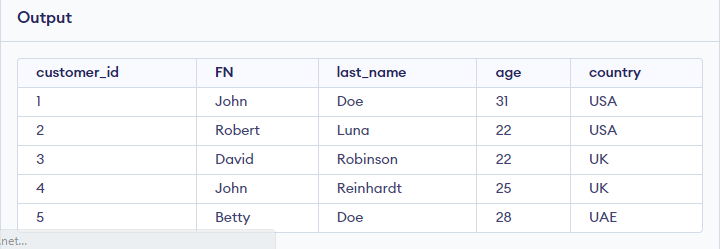 Output
customer_id FN last_name age country
1 John Doe 31 USA
2 Robert Luna 22 USA
3 David Robinson 22 UK
4 John Reinhardt 25 UK
5 Betty Doe 28 UAE
.net...